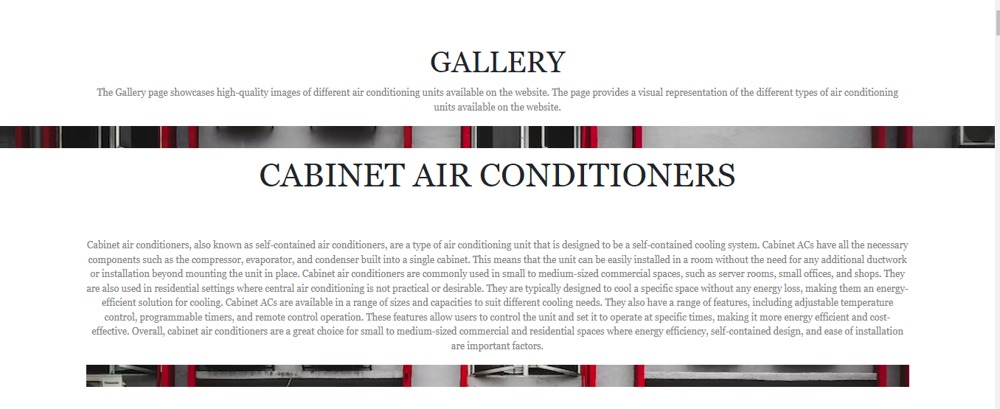 GALLERY
The Gallery page showcases high-quality images of different air conditioning units available on the website. The page provides a visual representation of the different types of air conditioning
units available on the website.
CABINET AIR CONDITIONERS
Cabinet air conditioners, also known as self-contained air conditioners, are a type of air conditioning unit that is designed to be a self-contained cooling system. Cabinet ACs have all the necessary
components such as the compressor, evaporator, and condenser built into a single cabinet. This means that the unit can be easily installed in a room without the need for any additional ductwork
or installation beyond mounting the unit in place. Cabinet air conditioners are commonly used in small to medium-sized commercial spaces, such as server rooms, small offices, and shops. They
are also used in residential settings where central air conditioning is not practical or desirable. They are typically designed to cool a specific space without any energy loss, making them an energy-
efficient solution for cooling. Cabinet ACs are available in a range of sizes and capacities to suit different cooling needs. They also have a range of features, including adjustable temperature
control, programmable timers, and remote control operation. These features allow users to control the unit and set it to operate at specific times, making it more energy efficient and cost-
effective. Overall, cabinet air conditioners are a great choice for small to medium-sized commercial and residential spaces where energy efficiency, self-contained design, and ease of installation
are important factors.
Panasonic